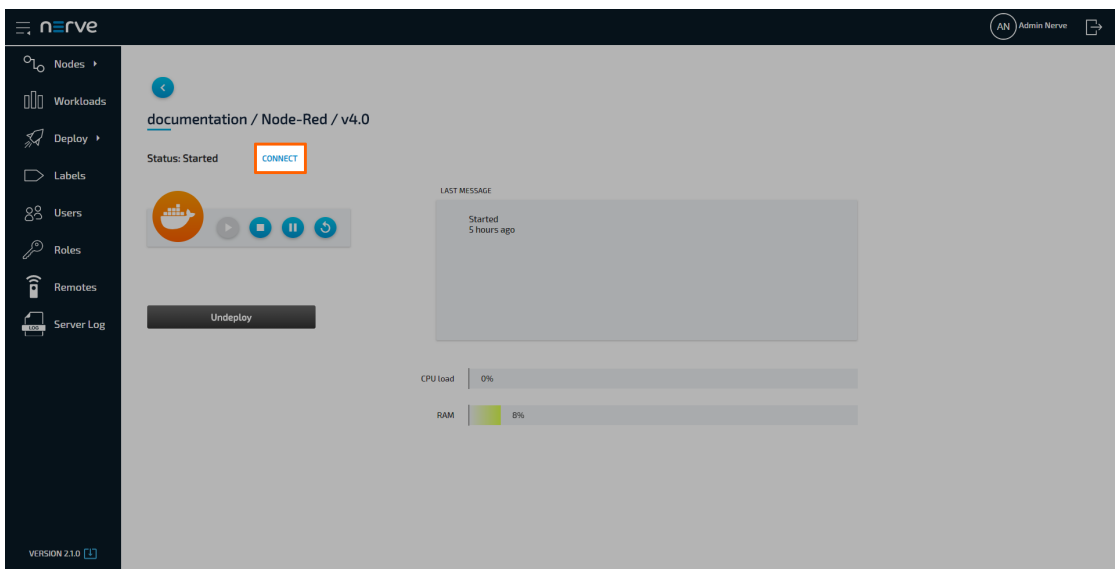 nerve
AN Admin Nerve
Nodes
Workloads
Deploy
Labels
Users
Roles
Remotes
LOG
Server Log
VERSION 2.1.0
documentation / Node-Red / v4.0
Status: Started CONNECT
Undeploy
LAST MESSAGE
Started
5 hours ago
CPU load 0%
RAM 8%